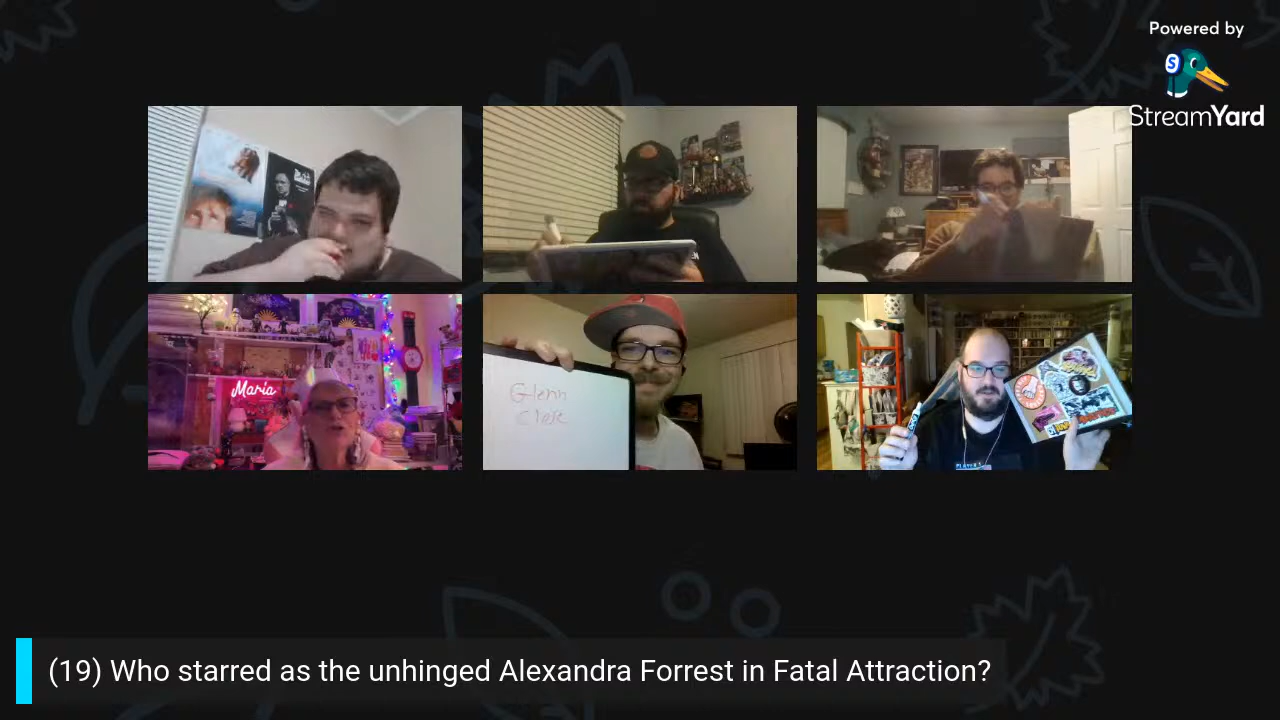 Powered by
StreamYard
Maria
Glenn
Close
(19) Who starred as the unhinged Alexandra Forrest in Fatal Attraction?